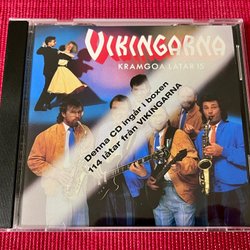 VIKINGARNA
KRAMGOA LÅTAR 15
Denna CD ingår i boxen
114 låtar från VIKINGARNA